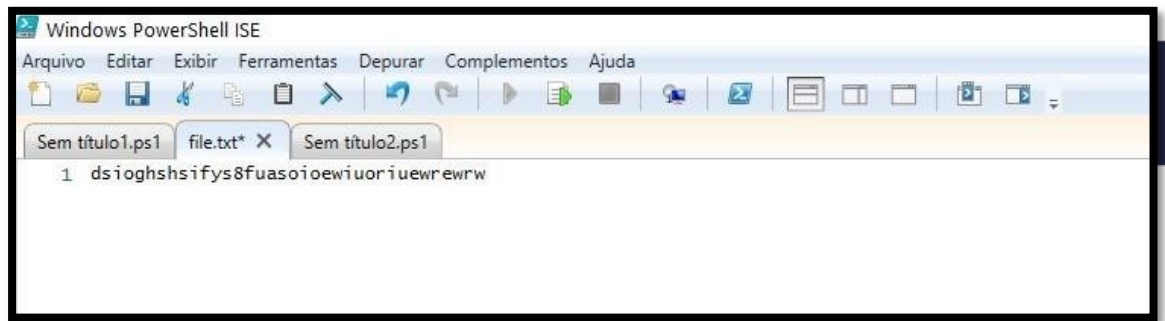 Windows PowerShell ISE
Arquivo Editar Exibir Ferramentas Depurar Complementos Ajuda
Sem título1.ps1 file.txt* X Sem título2.ps1
1 dsioghshsifys8fuasoioewiuoriuewrewrw